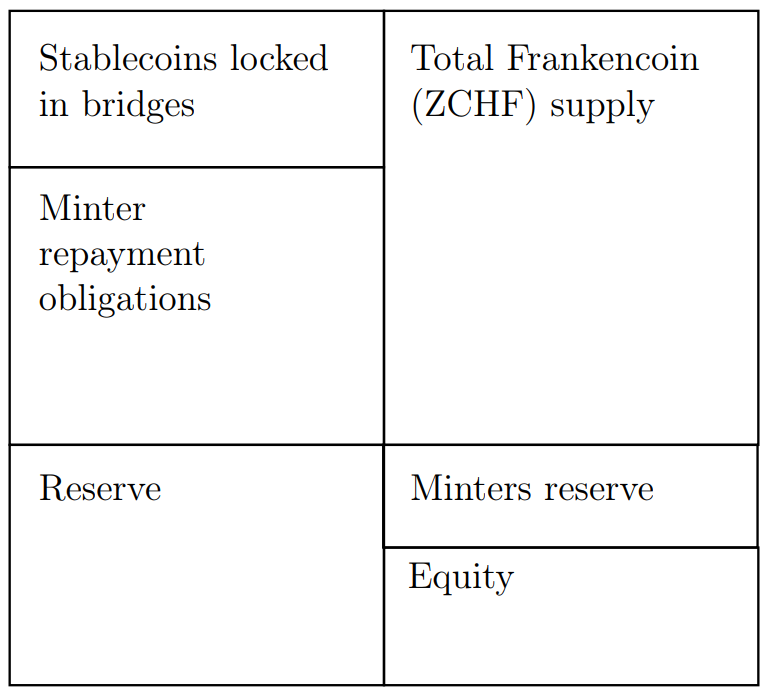 Stablecoins locked
in bridges
Minter
repayment
obligations
Reserve
Total Frankencoin
(ZCHF) supply
Minters reserve
Equity